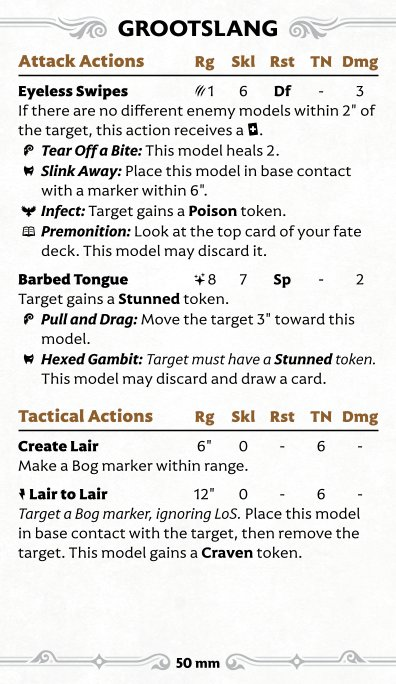 GROOTSLANG
Attack Actions Rg Skl Rst TN Dmg
Eyeless Swipes 1 6 Df - 3
If there are no different enemy models within 2" of
the target, this action receives a .
Tear Off a Bite: This model heals 2.
Slink Away: Place this model in base contact
with a marker within 6".
Infect: Target gains a Poison token.
Premonition: Look at the top card of your fate
deck. This model may discard it.
Barbed Tongue 8 7 Sp - 2
Target gains a Stunned token.
Pull and Drag: Move the target 3" toward this
model.
Hexed Gambit: Target must have a Stunned token.
This model may discard and draw a card.
Tactical Actions Rg Skl Rst TN Dmg
Create Lair 6" 0 - 6 -
Make a Bog marker within range.
Lair to Lair 12" 0 - 6 -
Target a Bog marker, ignoring LoS. Place this model
in base contact with the target, then remove the
target. This model gains a Craven token.
50 mm